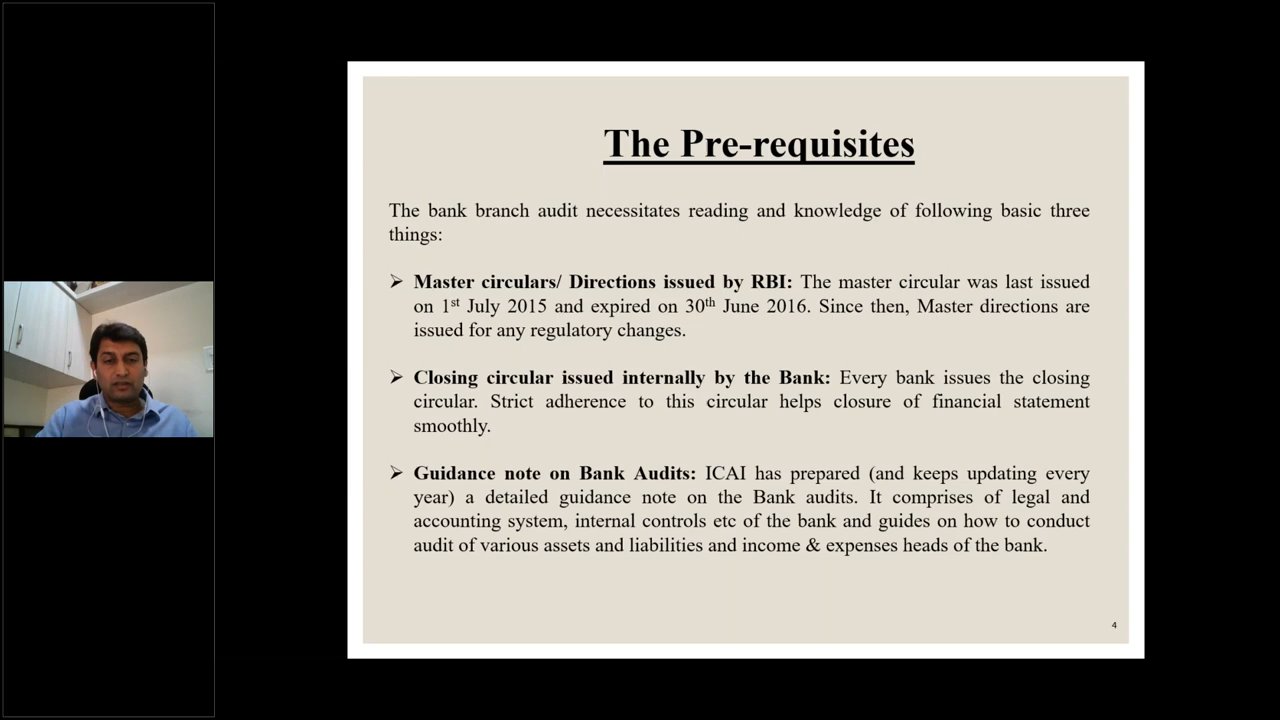 The Pre-requisites
The bank branch audit necessitates reading and knowledge of following basic three
things:
➢ Master circulars/ Directions issued by RBI: The master circular was last issued
on 1st July 2015 and expired on 30th June 2016. Since then, Master directions are
issued for any regulatory changes.
➢ Closing circular issued internally by the Bank: Every bank issues the closing
circular. Strict adherence to this circular helps closure of financial statement
smoothly.
➢ Guidance note on Bank Audits: ICAI has prepared (and keeps updating every
year) a detailed guidance note on the Bank audits. It comprises of legal and
accounting system, internal controls etc of the bank and guides on how to conduct
audit of various assets and liabilities and income & expenses heads of the bank.
4